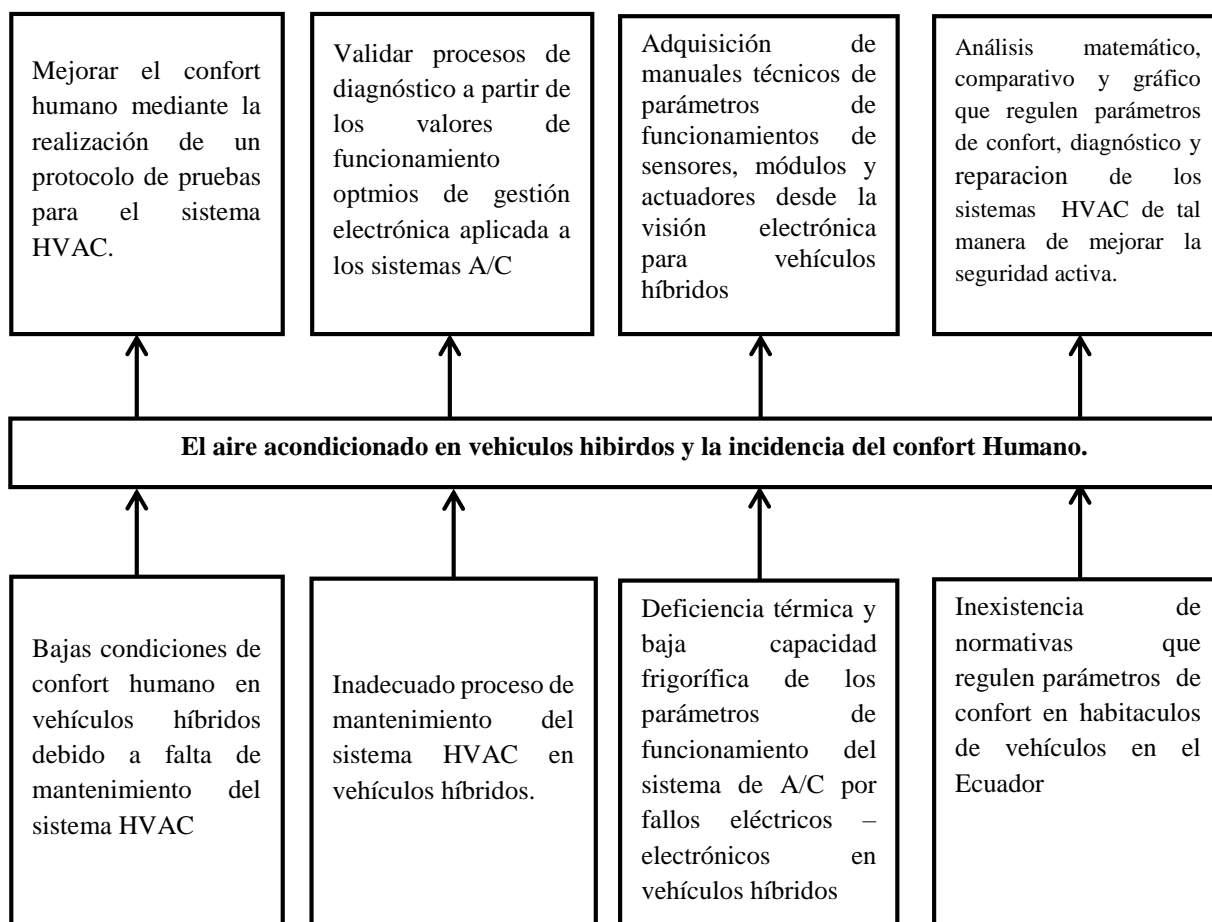 Mejorar el confort
humano mediante la
realización de un
protocolo de pruebas
para el sistema
HVAC.
Validar procesos de
diagnóstico a partir de
los valores de
funcionamiento
optmios de gestión
electrónica aplicada a
los sistemas A/C
Adquisición de
manuales técnicos de
parámetros de
funcionamientos de
sensores, módulos y
actuadores desde la
visión electrónica
para vehículos
híbridos
Análisis matemático,
comparativo y gráfico
que regulen parámetros
de confort, diagnóstico y
reparacion de los
sistemas HVAC de tal
manera de mejorar la
seguridad activa.
El aire acondicionado en vehiculos hibirdos y la incidencia del confort Humano.
Bajas condiciones de
confort humano en
vehículos híbridos
debido a falta de
mantenimiento del
sistema HVAC
Inadecuado proceso de
mantenimiento del
sistema HVAC en
vehículos híbridos.
Deficiencia térmica y
baja capacidad
frigorífica de los
parámetros de
funcionamiento del
sistema de A/C por
fallos eléctricos –
electrónicos en
vehículos híbridos
Inexistencia de
normativas que
regulen parámetros de
confort en habitaculos
de vehículos en el
Ecuador